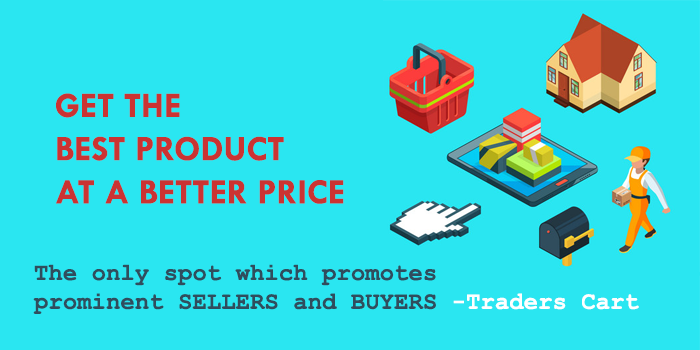 GET THE
BEST PRODUCT
AT A BETTER PRICE
The only spot which promotes
prominent SELLERS and BUYERS -Traders Cart